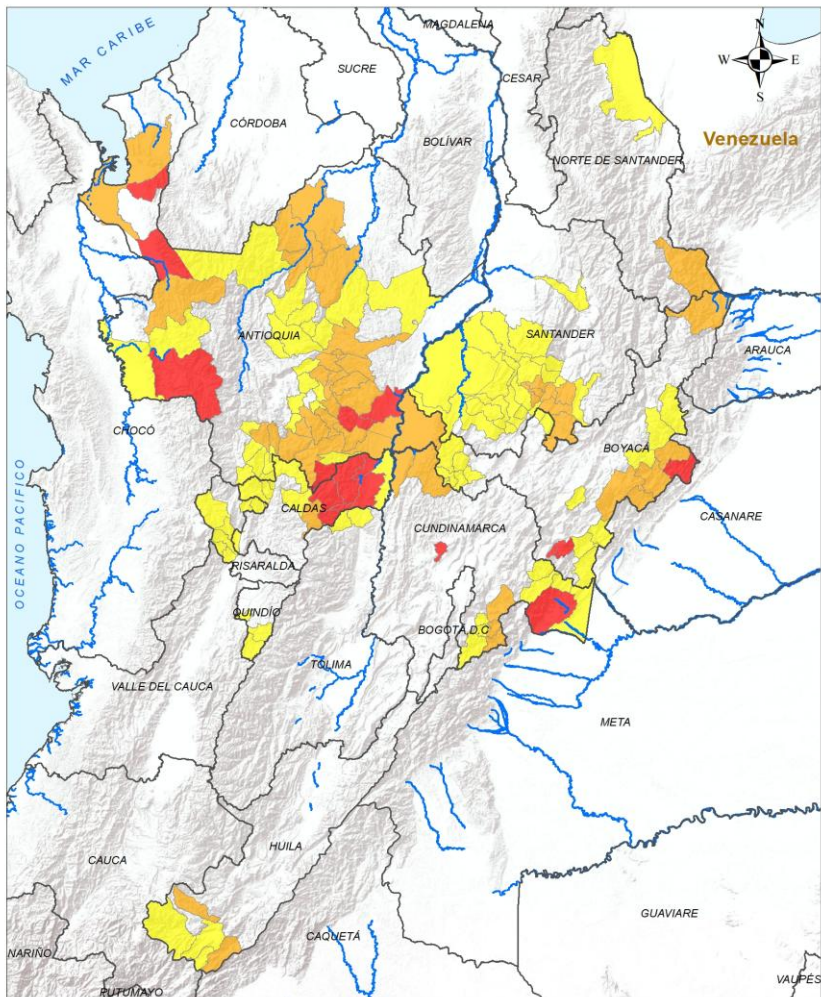 MAGDALENA
N
MAR CARIBE
SUCRE
CESAR
W
E
S
CÓRDOBA
BOLÍVAR
Venezuela
NORTE DE SANTANDER
ANTIOQUIA
SANTANDER
ARAUCA
CHOCÓ
BOYACÁ
CALDAS
CUNDINAMARCA
CASANARE
OCEANO PACIFICO
RISARALDA
QUINDÍO
BOGOTÁ, D.C
TOLIMA
VALLE DEL CAUCA
META
HUILA
CAUCA
GUAVIARE
CAQUETÁ
NARIÑO
PUTUMAYO
VAUPÉS